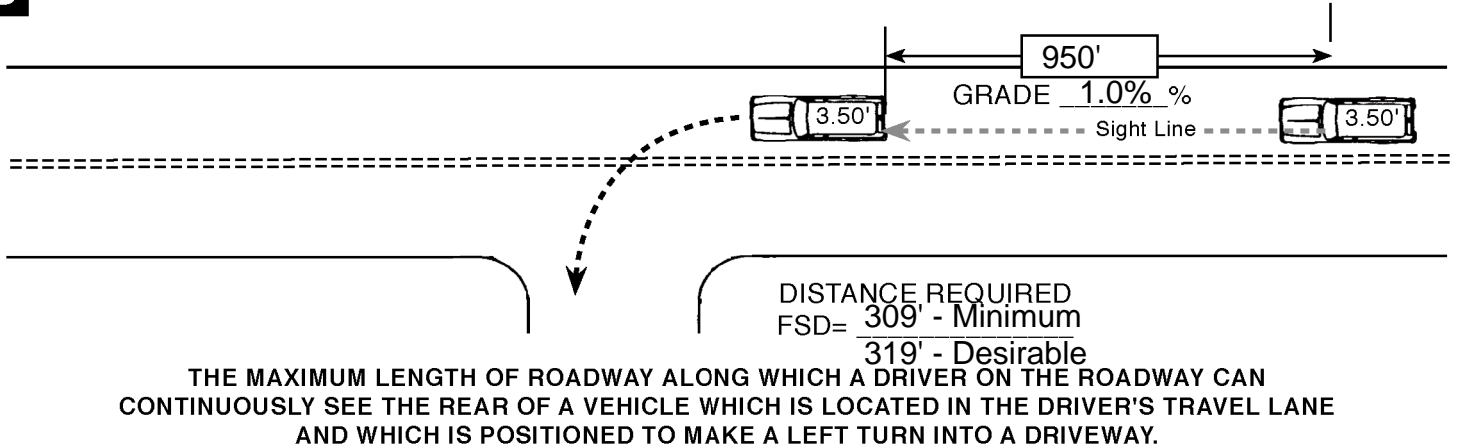 950'
GRADE 1.0% %
3.50'
3.50'
Sight Line
DISTANCE REQUIRED
FSD= 309' - Minimum
319' - Desirable
THE MAXIMUM LENGTH OF ROADWAY ALONG WHICH A DRIVER ON THE ROADWAY CAN
CONTINUOUSLY SEE THE REAR OF A VEHICLE WHICH IS LOCATED IN THE DRIVER'S TRAVEL LANE
AND WHICH IS POSITIONED TO MAKE A LEFT TURN INTO A DRIVEWAY.